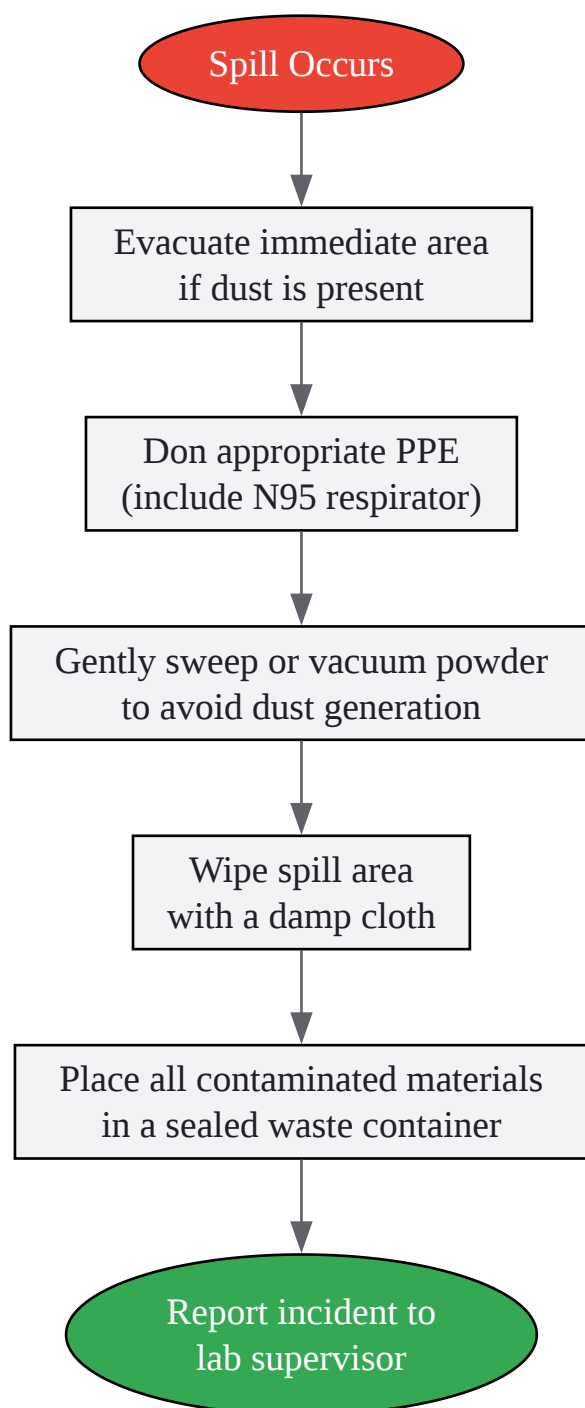 Spill Occurs
Evacuate immediate area
if dust is present
Don appropriate PPE
(include N95 respirator)
Gently sweep or vacuum powder
to avoid dust generation
Wipe spill area
with a damp cloth
Place all contaminated materials
in a sealed waste container
Report incident to
lab supervisor